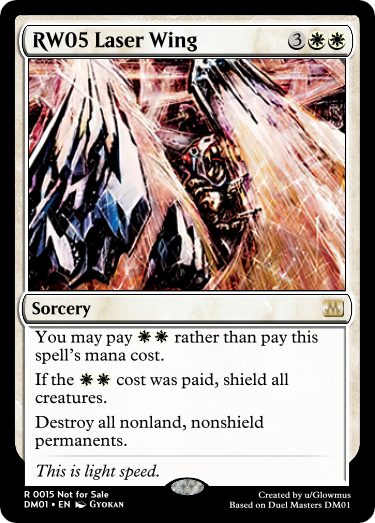 RW05 Laser Wing 3
Sorcery
You may pay rather than pay this
spell's mana cost.
If the cost was paid, shield all
creatures.
Destroy all nonland, nonshield
permanents.
This is light speed.
R 0015 Not for Sale
DM01 • EN GYOKAN
Created by u/Glowmus
Based on Duel Masters DM01